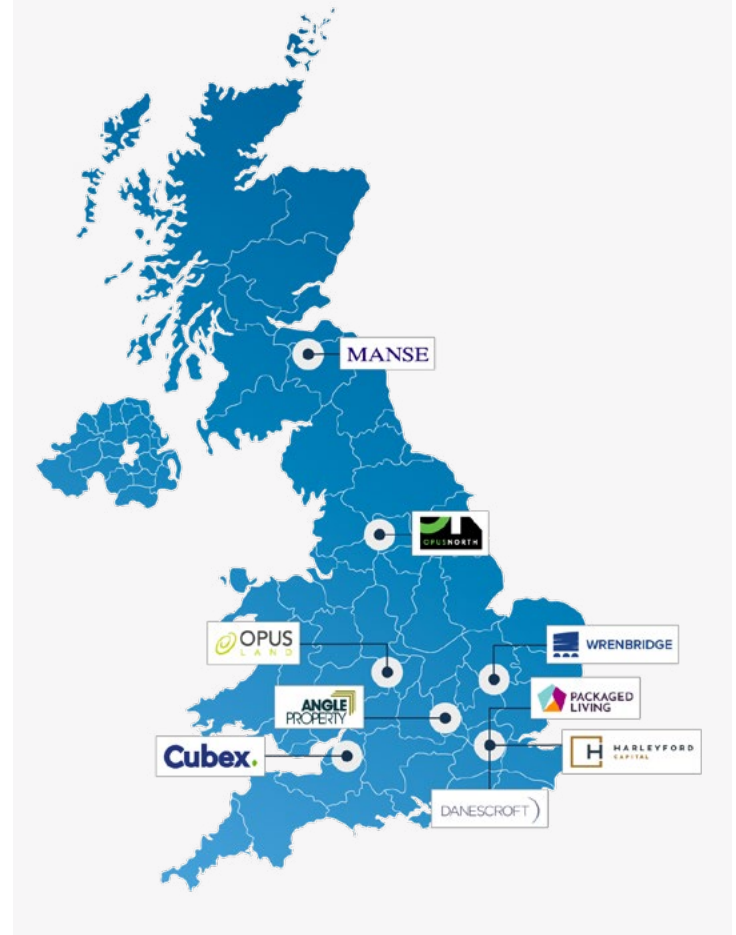 MANSE
OPUSNORTH
OPUS
LAND
WRENBRIDGE
PACKAGED
LIVING
ANGLE
PROPERTY
Cubex.
HARLEYFORD
CAPITAL
DANESCROFT